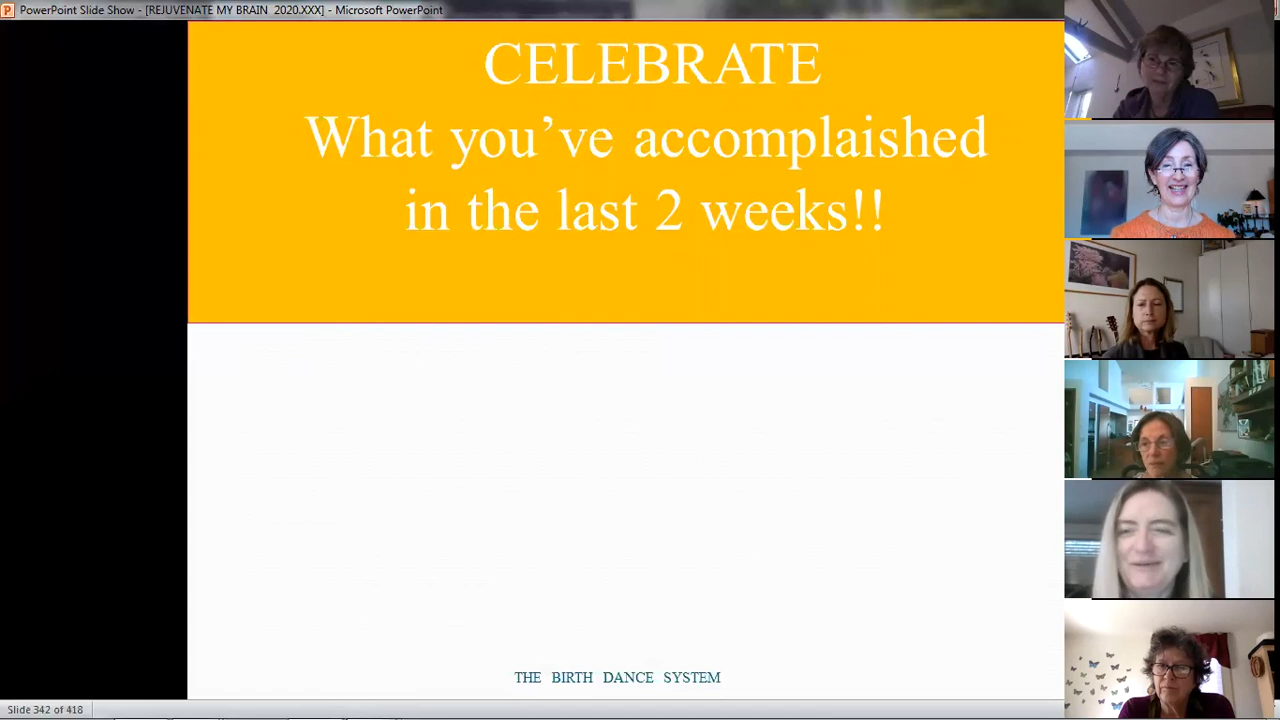 PowerPoint Slide Show - [REJUVENATE MY BRAIN  2020.XXX] - Microsoft PowerPoint
CELEBRATE
What you’ve accomplaished
in the last 2 weeks!!
THE BIRTH DANCE SYSTEM
Slide 342 of 418